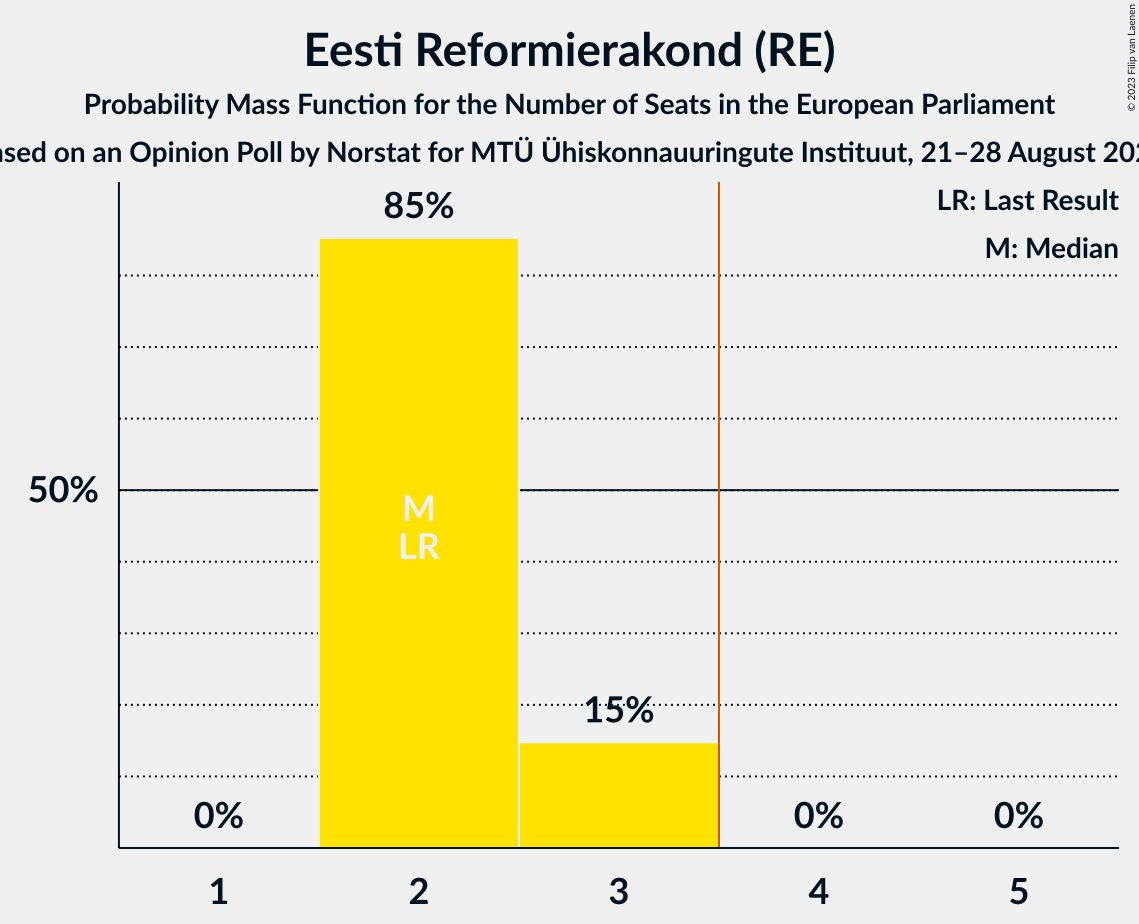 Eesti Reformierakond (RE)
Probability Mass Function for the Number of Seats in the European Parliament
on an Opinion Poll by Norstat for MTÜ Ühiskonnauuringute Instituut, 21–28 August
© 2023 Filip van Laenen
LR: Last Result
M: Median
85%
50%
M
LR
15%
0%
0%
0%
1
2
3
4
5